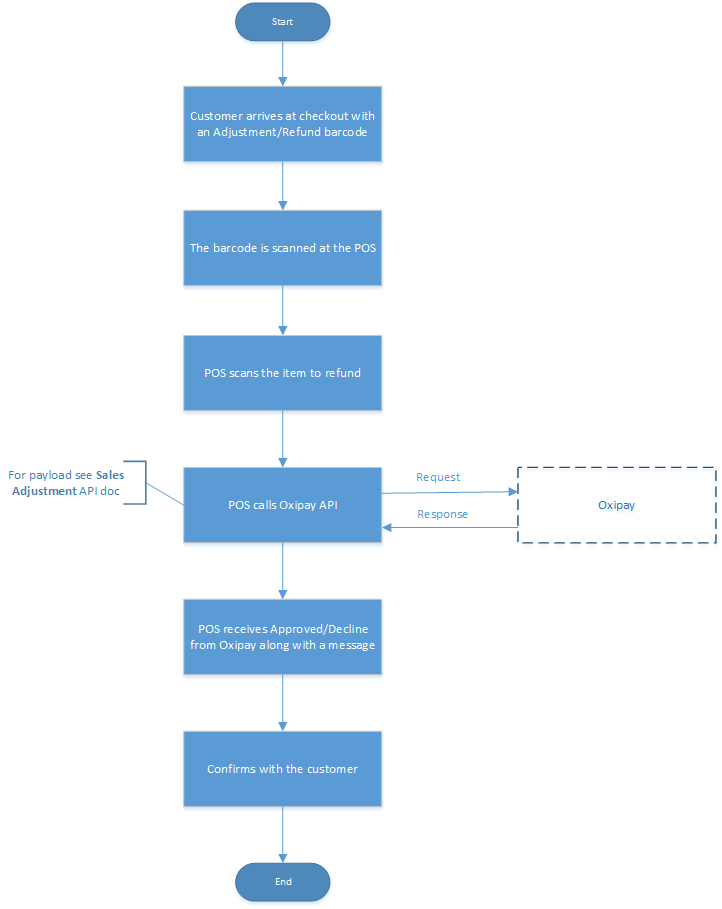 Start
Customer arrives at checkout with
an Adjustment/Refund barcode
The barcode is scanned at the POS
POS scans the item to refund
For payload see Sales
Adjustment API doc
POS calls Oxipay API
Request
Response
Oxipay
POS receives Approved/Decline
from Oxipay along with a message
Confirms with the customer
End